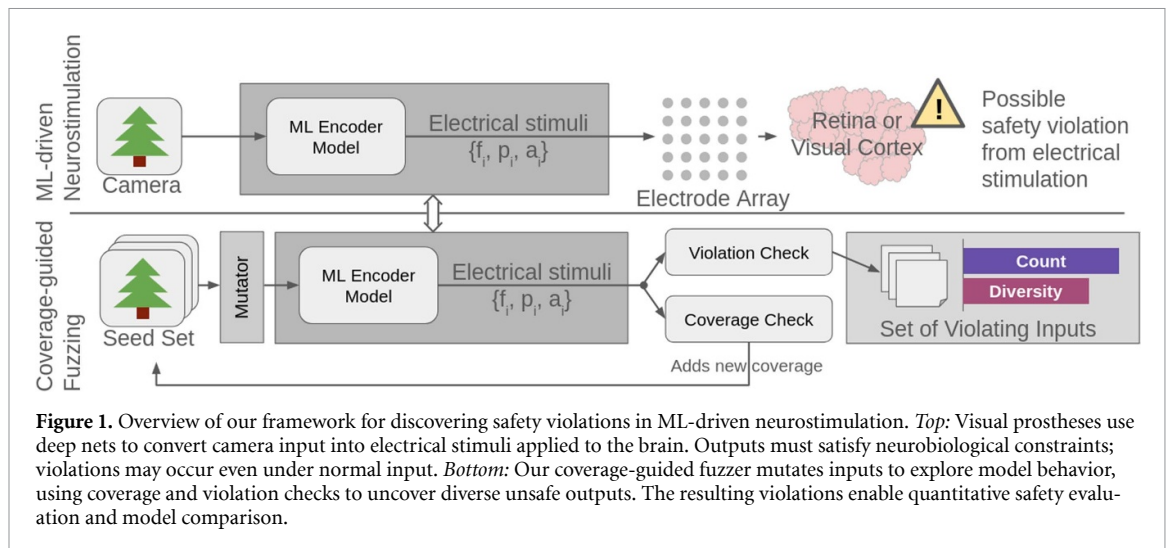 ML-driven
Neurostimulation
Camera
ML Encoder
Model
Electrical stimuli
{fᵢ, pᵢ, aᵢ}
Electrode Array
Retina or
Visual Cortex
!
Possible
safety violation
from electrical
stimulation
Coverage-guided
Fuzzing
Seed Set
Mutator
ML Encoder
Model
Electrical stimuli
{fᵢ, pᵢ, aᵢ}
Violation Check
Coverage Check
Adds new coverage
Count
Diversity
Set of Violating Inputs
Figure 1. Overview of our framework for discovering safety violations in ML-driven neurostimulation. Top: Visual prostheses use
deep nets to convert camera input into electrical stimuli applied to the brain. Outputs must satisfy neurobiological constraints;
violations may occur even under normal input. Bottom: Our coverage-guided fuzzer mutates inputs to explore model behavior,
using coverage and violation checks to uncover diverse unsafe outputs. The resulting violations enable quantitative safety evalu-
ation and model comparison.